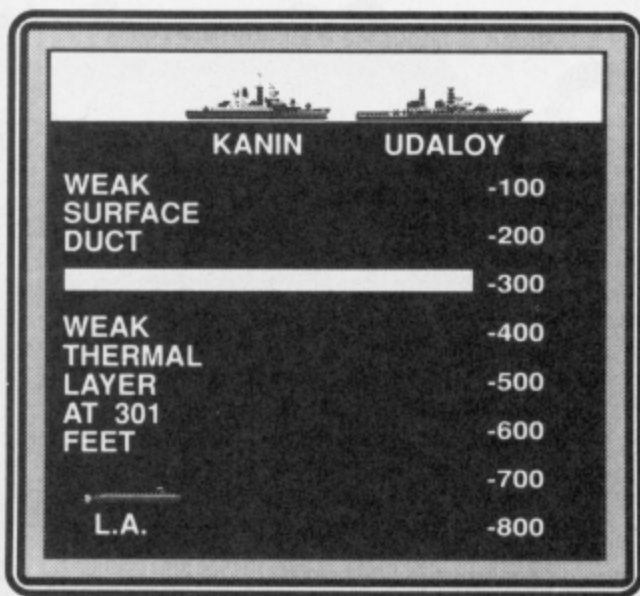 KANIN UDALOY
WEAK
SURFACE
DUCT
-100
-200
-300
WEAK
THERMAL
LAYER
AT 301
FEET
-400
-500
-600
-700
-800
L.A.